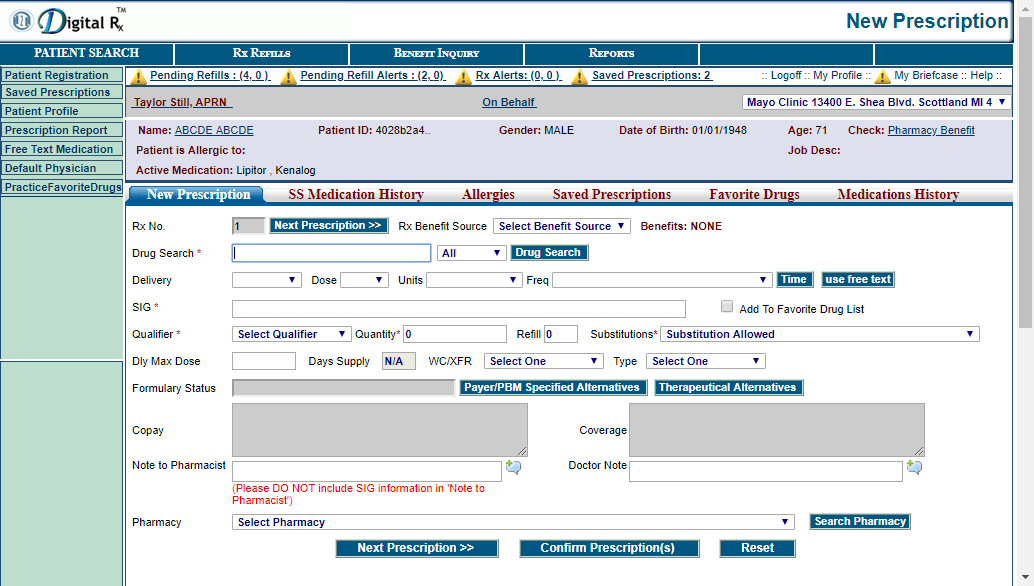 Digital Rx TM
New Prescription
PATIENT SEARCH RX REFILLS BENEFIT INQUIRY REPORTS
Patient Registration
Saved Prescriptions
Patient Profile
Prescription Report
Free Text Medication
Default Physician
PracticeFavoriteDrugs
Pending Refills : (4, 0 ) Pending Refill Alerts : (2, 0) Rx Alerts: (0, 0 ) Saved Prescriptions: 2 :: Logoff :: My Profile :: My Briefcase :: Help ::
Taylor Still, APRN On Behalf Mayo Clinic 13400 E. Shea Blvd. Scottland MI 4
Name: ABCDE ABCDE Patient ID: 4028b2a4.. Gender: MALE Date of Birth: 01/01/1948 Age: 71 Check: Pharmacy Benefit
Patient is Allergic to: Job Desc:
Active Medication: Lipitor , Kenalog
New Prescription SS Medication History Allergies Saved Prescriptions Favorite Drugs Medications History
Rx No. 1 Next Prescription >> Rx Benefit Source Select Benefit Source Benefits: NONE
Drug Search * All Drug Search
Delivery Dose Units Freq Time use free text
SIG * Add To Favorite Drug List
Qualifier * Select Qualifier Quantity* 0 Refill 0 Substitutions* Substitution Allowed
Dly Max Dose Days Supply N/A WC/XFR Select One Type Select One
Formulary Status Payer/PBM Specified Alternatives Therapeutical Alternatives
Copay Coverage
Note to Pharmacist Doctor Note
(Please DO NOT include SIG information in 'Note to
Pharmacist')
Pharmacy Select Pharmacy Search Pharmacy
Next Prescription >> Confirm Prescription(s) Reset